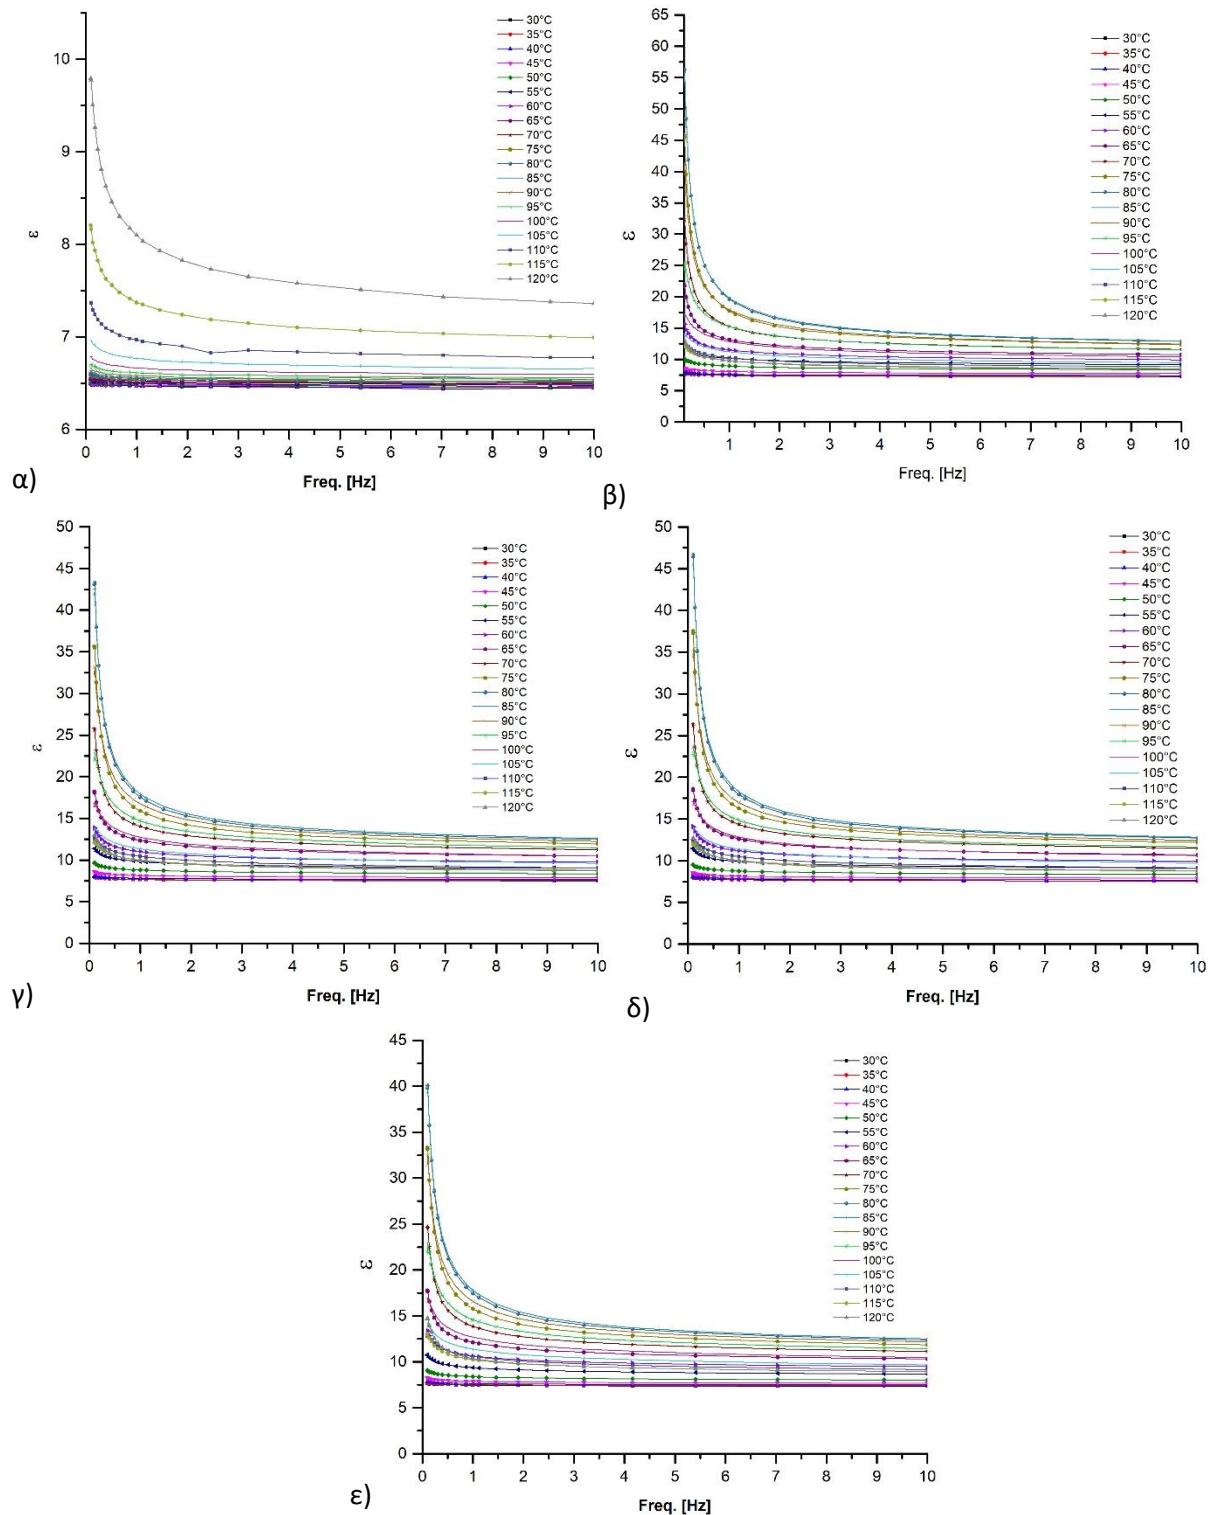 10
9
8
7
6
ε
0 1 2 3 4 5 6 7 8 9 10
Freq. [Hz]
30°C
35°C
40°C
45°C
50°C
55°C
60°C
65°C
70°C
75°C
80°C
85°C
90°C
95°C
100°C
105°C
110°C
115°C
120°C
α)
65
60
55
50
45
40
35
30
25
20
15
10
5
0
ε
1 2 3 4 5 6 7 8 9 10
Freq. [Hz]
30°C
35°C
40°C
45°C
50°C
55°C
60°C
65°C
70°C
75°C
80°C
85°C
90°C
95°C
100°C
105°C
110°C
115°C
120°C
β)
50
45
40
35
30
25
20
15
10
5
0
ε
0 1 2 3 4 5 6 7 8 9 10
Freq. [Hz]
30°C
35°C
40°C
45°C
50°C
55°C
60°C
65°C
70°C
75°C
80°C
85°C
90°C
95°C
100°C
105°C
110°C
115°C
120°C
γ)
50
45
40
35
30
25
20
15
10
5
0
ε
0 1 2 3 4 5 6 7 8 9 10
Freq. [Hz]
30°C
35°C
40°C
45°C
50°C
55°C
60°C
65°C
70°C
75°C
80°C
85°C
90°C
95°C
100°C
105°C
110°C
115°C
120°C
δ)
45
40
35
30
25
20
15
10
5
0
ε
0 1 2 3 4 5 6 7 8 9 10
Freq. [Hz]
30°C
35°C
40°C
45°C
50°C
55°C
60°C
65°C
70°C
75°C
80°C
85°C
90°C
95°C
100°C
105°C
110°C
115°C
120°C
ε)